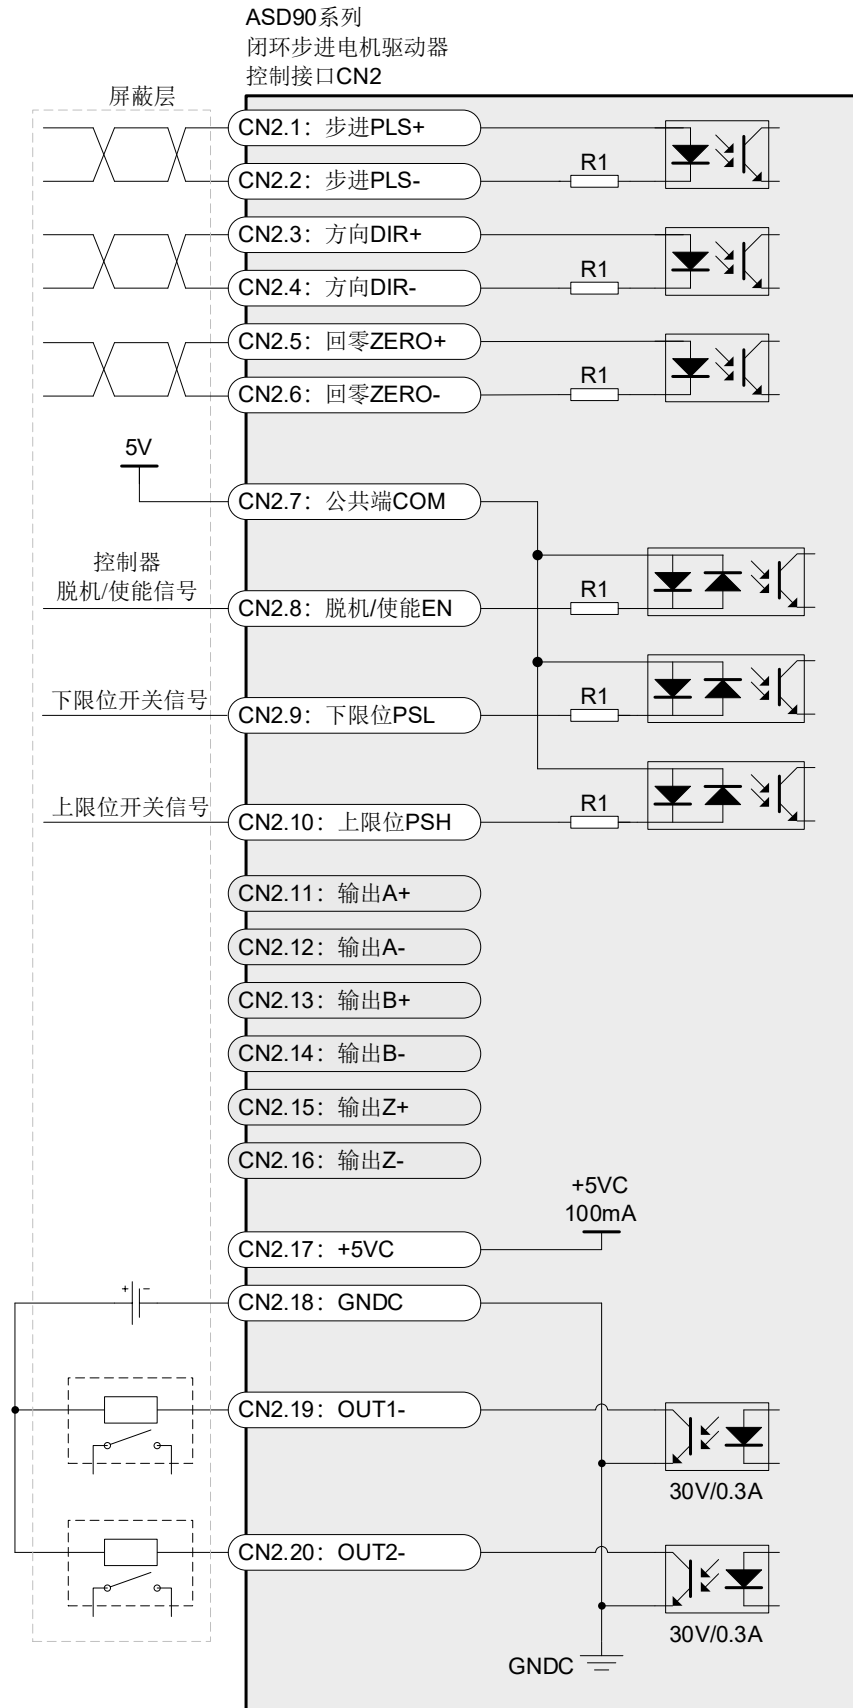 ASD90系列
闭环步进电机驱动器
控制接口CN2
屏蔽层
CN2.1：步进PLS+
CN2.2：步进PLS-
R1
CN2.3：方向DIR+
CN2.4：方向DIR-
R1
CN2.5：回零ZERO+
CN2.6：回零ZERO-
R1
5V
CN2.7：公共端COM
控制器
脱机/使能信号
CN2.8：脱机/使能EN
R1
下限位开关信号
CN2.9：下限位PSL
R1
上限位开关信号
CN2.10：上限位PSH
R1
CN2.11：输出A+
CN2.12：输出A-
CN2.13：输出B+
CN2.14：输出B-
CN2.15：输出Z+
CN2.16：输出Z-
+5VC
100mA
CN2.17：+5VC
+ -
CN2.18：GNDC
CN2.19：OUT1-
30V/0.3A
CN2.20：OUT2-
30V/0.3A
GNDC